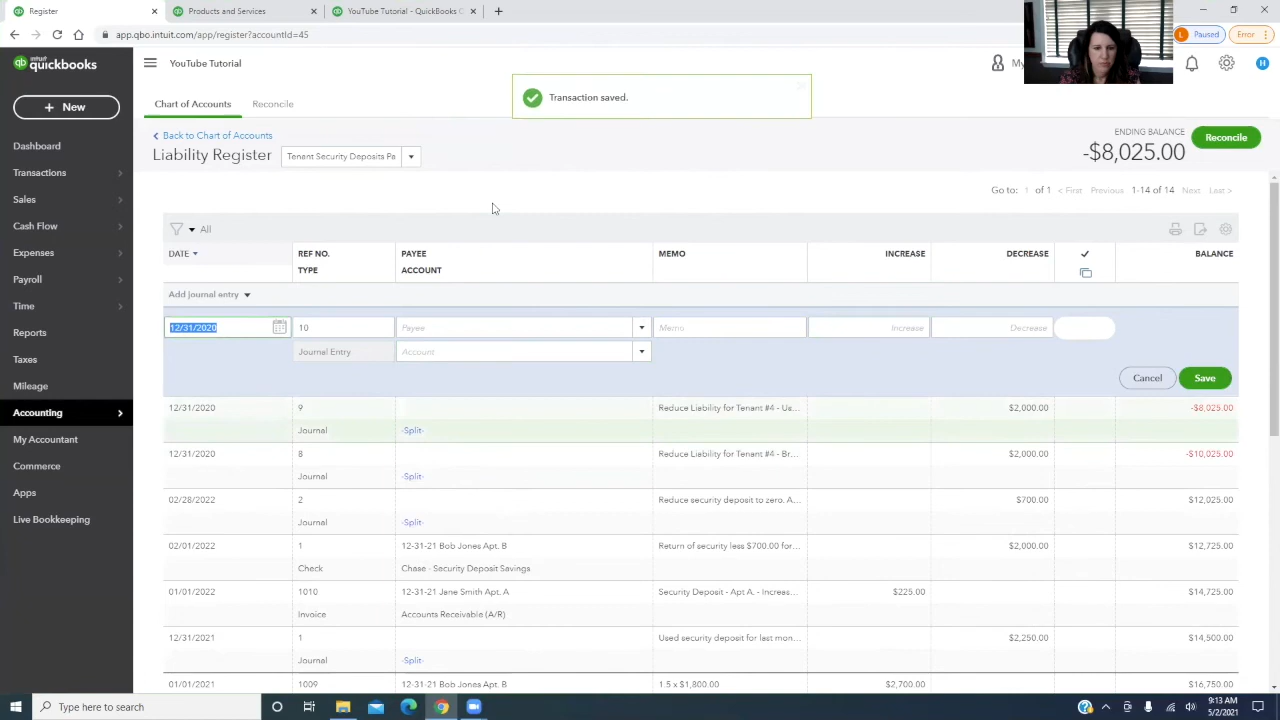 Register
Products and Services
YouTube Tutorial - QuickBooks O
app.qbo.intuit.com/app/register?accountId=45
L Paused
Error
intuit quickbooks
YouTube Tutorial
My
H
+ New
Chart of Accounts
Reconcile
Transaction saved.
Back to Chart of Accounts
ENDING BALANCE
Reconcile
Liability Register
Tenant Security Deposits Pa
-$8,025.00
Dashboard
Transactions
Sales
Cash Flow
Expenses
Payroll
Time
Reports
Taxes
Mileage
Accounting
My Accountant
Commerce
Apps
Live Bookkeeping
Go to: 1 of 1 < First Previous 1-14 of 14 Next Last >
All
DATE REF NO. PAYEE MEMO INCREASE DECREASE ✓ BALANCE
TYPE ACCOUNT
Add journal entry
12/31/2020 10 Payee Memo Increase Decrease
Journal Entry Account
Cancel Save
12/31/2020 9 Reduce Liability for Tenant #4 - Us... $2,000.00 -$8,025.00
Journal -Split-
12/31/2020 8 Reduce Liability for Tenant #4 - Br... $2,000.00 -$10,025.00
Journal -Split-
02/28/2022 2 Reduce security deposit to zero. A... $700.00 $12,025.00
Journal -Split-
02/01/2022 1 12-31-21 Bob Jones Apt. B Return of security less $700.00 for... $2,000.00 $12,725.00
Check Chase - Security Deposit Savings
01/01/2022 1010 12-31-21 Jane Smith Apt. A Security Deposit - Apt A. - Increas... $225.00 $14,725.00
Invoice Accounts Receivable (A/R)
12/31/2021 1 Used security deposit for last mon... $2,250.00 $14,500.00
Journal -Split-
01/01/2021 1009 12-31-21 Bob Jones Apt. B 1.5 x $1,800.00 $2,700.00 $16,750.00
Type here to search
9:13 AM
5/2/2021